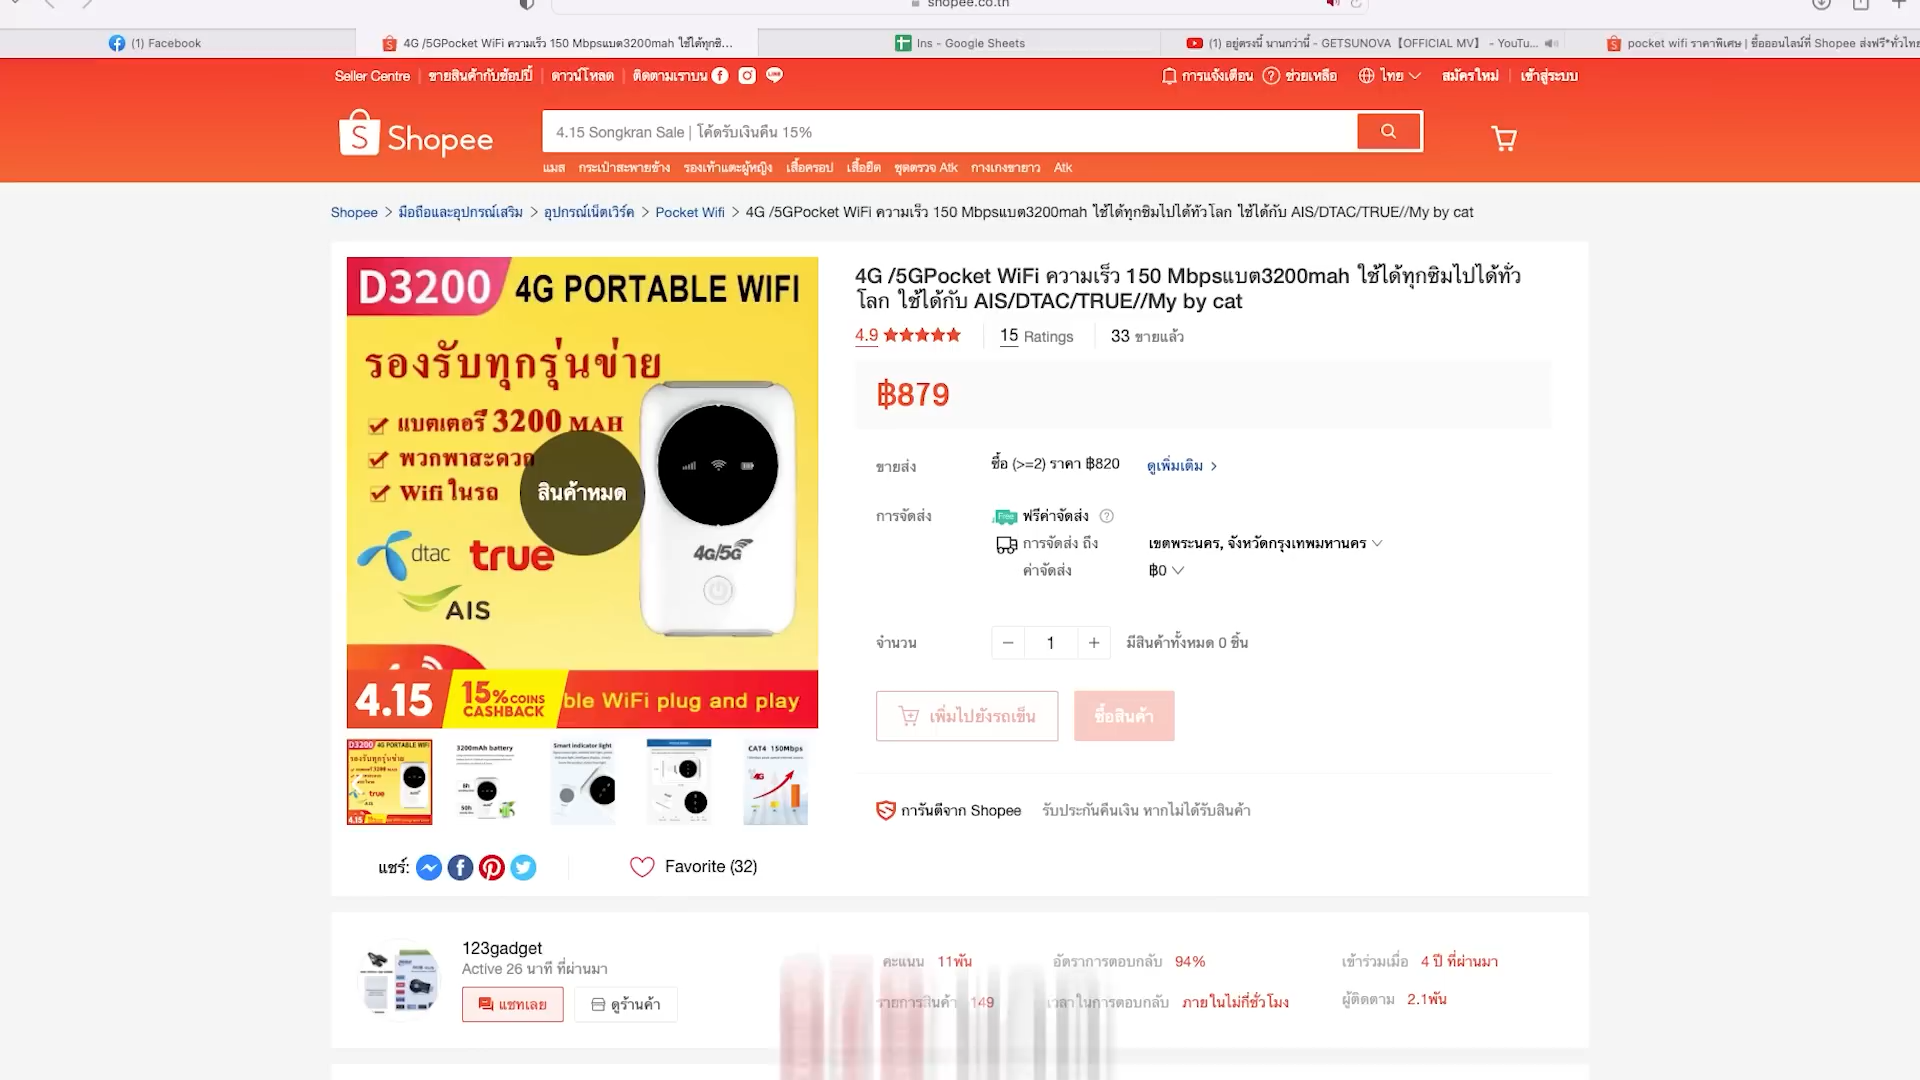 shopee.co.th
(1) Facebook
4G /5GPocket WiFi ความเร็ว 150 Mbpsแบต3200mah ใช้ได้ทุกซิ...
Ins - Google Sheets
(1) อยู่ตรงนี้ นานกว่านี้ - GETSUNOVA【OFFICIAL MV】 - YouTu...
pocket wifi ราคาพิเศษ | ซื้อออนไลน์ที่ Shopee ส่งฟรี*ทั่วไทย
Seller Centre ขายสินค้ากับช้อปปี้ ดาวน์โหลด ติดตามเราบน
การแจ้งเตือน ช่วยเหลือ ไทย สมัครใหม่ เข้าสู่ระบบ
Shopee
4.15 Songkran Sale | โค้ดรับเงินคืน 15%
แมส กระเป๋าสะพายข้าง รองเท้าแตะผู้หญิง เสื้อครอป เสื้อยืด ชุดตรวจ Atk กางเกงขายาว Atk
Shopee > มือถือและอุปกรณ์เสริม > อุปกรณ์เน็ตเวิร์ค > Pocket Wifi > 4G /5GPocket WiFi ความเร็ว 150 Mbpsแบต3200mah ใช้ได้ทุกซิมไปได้ทั่วโลก ใช้ได้กับ AIS/DTAC/TRUE//My by cat
D3200 4G PORTABLE WIFI
รองรับทุกรุ่นข่าย
แบตเตอรี 3200 MAH
พวกพาสะดวก
Wifi ในรถ
สินค้าหมด
dtac true
AIS
4G/5G
4.15 15% COINS CASHBACK ble WiFi plug and play
D3200 4G PORTABLE WIFI
รองรับทุกรุ่นข่าย
3200mAh battery
Smart indicator light
CAT4 150Mbps
แชร์:
Favorite (32)
4G /5GPocket WiFi ความเร็ว 150 Mbpsแบต3200mah ใช้ได้ทุกซิมไปได้ทั่ว
โลก ใช้ได้กับ AIS/DTAC/TRUE//My by cat
4.9 15 Ratings 33 ขายแล้ว
฿879
ขายส่ง ซื้อ (>=2) ราคา ฿820 ดูเพิ่มเติม >
การจัดส่ง Free ฟรีค่าจัดส่ง ?
การจัดส่ง ถึง เขตพระนคร, จังหวัดกรุงเทพมหานคร
ค่าจัดส่ง ฿0
จำนวน − 1 + มีสินค้าทั้งหมด 0 ชิ้น
เพิ่มไปยังรถเข็น ซื้อสินค้า
การันตีจาก Shopee รับประกันคืนเงิน หากไม่ได้รับสินค้า
123gadget
Active 26 นาที ที่ผ่านมา
แชทเลย ดูร้านค้า
คะแนน 11พัน อัตราการตอบกลับ 94% เข้าร่วมเมื่อ 4 ปี ที่ผ่านมา
รายการสินค้า 149 เวลาในการตอบกลับ ภายในไม่กี่ชั่วโมง ผู้ติดตาม 2.1พัน